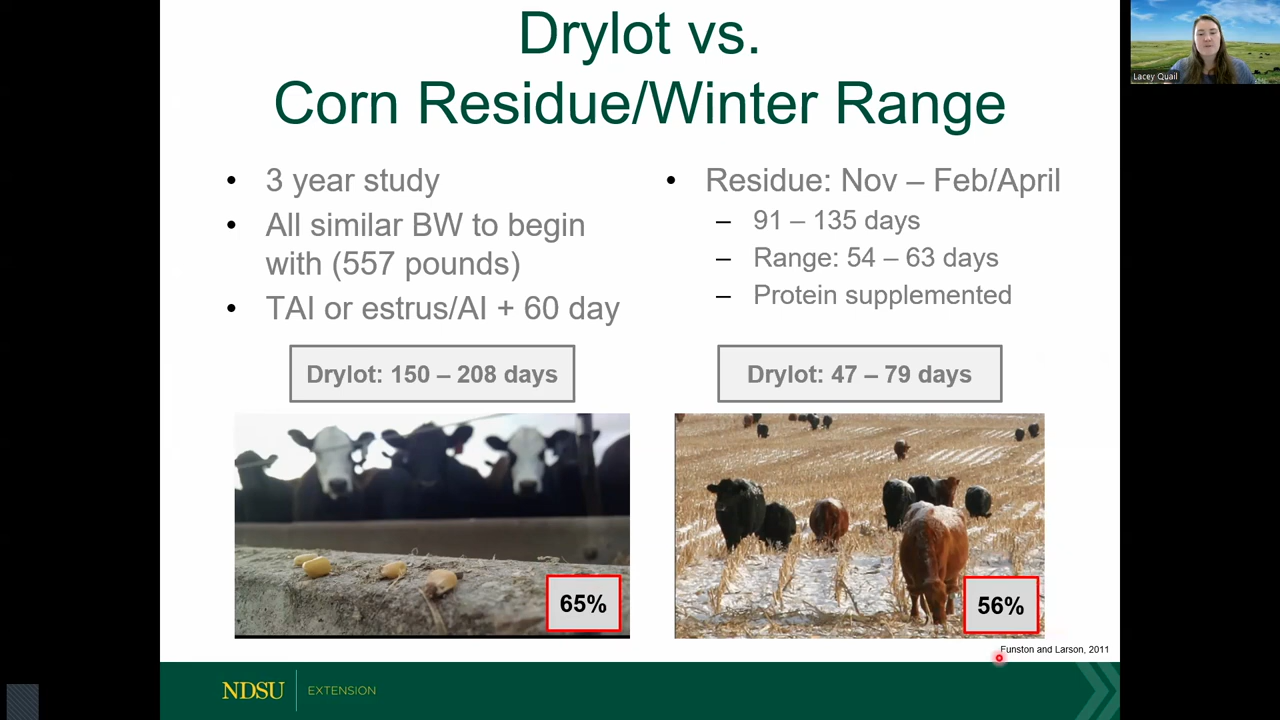 Drylot vs.
Corn Residue/Winter Range
• 3 year study
• All similar BW to begin
with (557 pounds)
• TAI or estrus/AI + 60 day
• Residue: Nov – Feb/April
– 91 – 135 days
– Range: 54 – 63 days
– Protein supplemented
Drylot: 150 – 208 days
Drylot: 47 – 79 days
65%
56%
Funston and Larson, 2011
NDSU EXTENSION
Lacey Quail